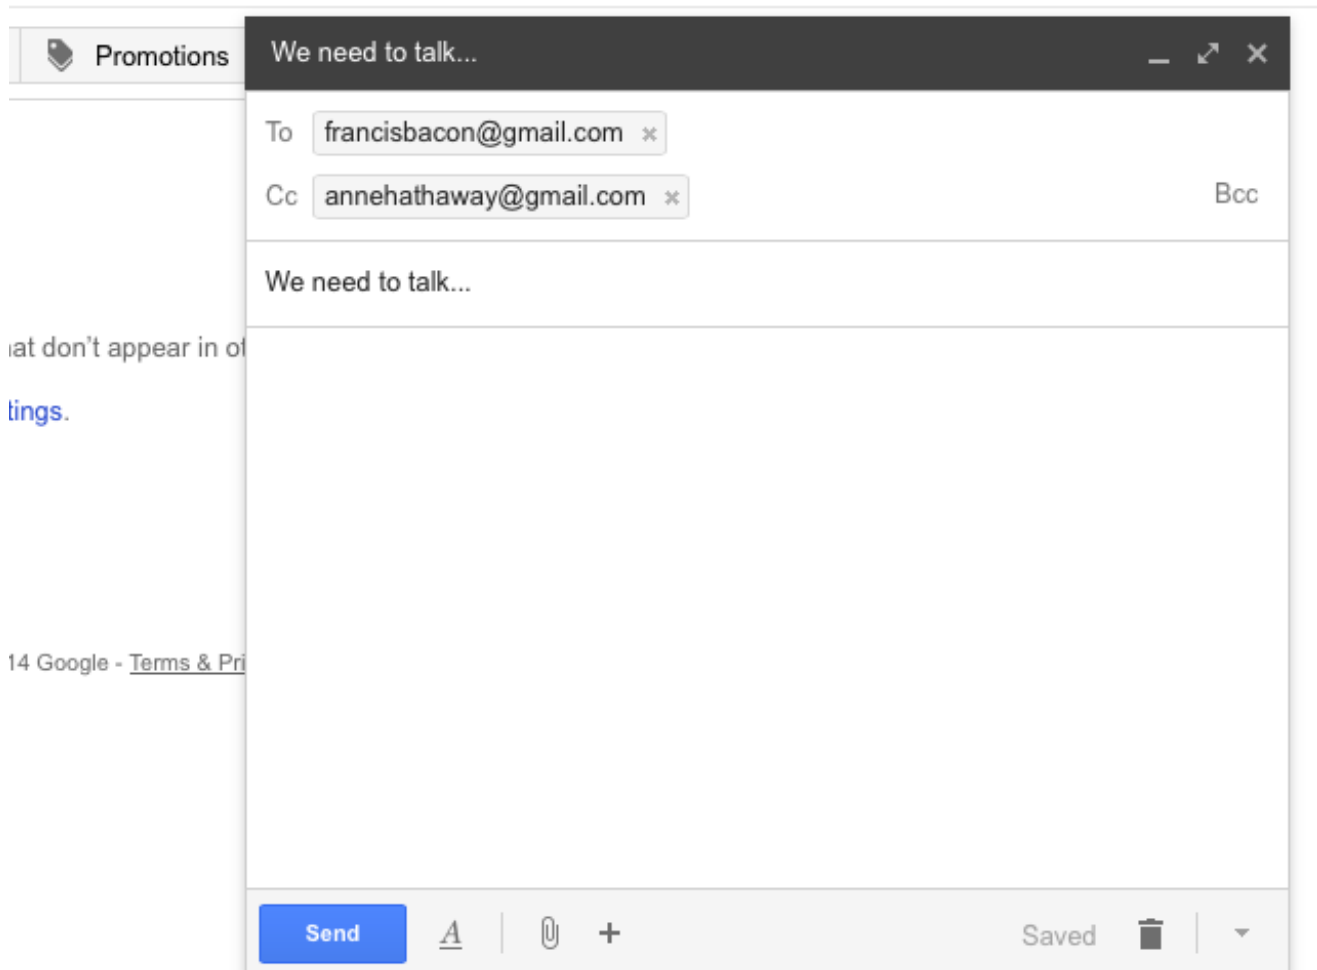 Promotions
We need to talk...
To francisbacon@gmail.com
Cc annehathaway@gmail.com Bcc
We need to talk...
at don't appear in
tings.
14 Google - Terms & Pri
Send A Saved